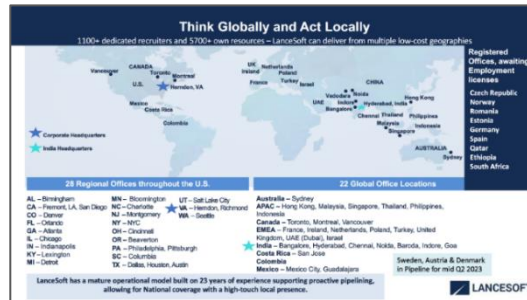 Think Globally and Act Locally
1100+ dedicated recruiters and 5700+ own resources – LanceSoft can deliver from multiple low-cost geographies
CANADA
Vancouver
Toronto
Montreal
U.S.
Herndon, VA
Mexico
Costa Rica
Colombia
UK
Ireland
Netherlands
Poland
France
Turkey
Israel
CHINA
Vadodara
Noida
UAE
Indore
Hyderabad, India
Bangalore
Hong Kong
Chennai
Thailand
Philippines
Malaysia
Singapore
Indonesia
AUSTRALIA
Sydney
Corporate Headquarters
India Headquarters
Registered
Offices, awaiting
Employment
licenses
Czech Republic
Norway
Romania
Estonia
Germany
Spain
Qatar
Ethiopia
South Africa
28 Regional Offices throughout the U.S.
AL – Birmingham
CA – Fremont, LA, San Diego
CO – Denver
FL – Orlando
GA – Atlanta
IL – Chicago
IN – Indianapolis
KY – Lexington
MI – Detroit
MN – Bloomington
NC – Charlotte
NJ – Montgomery
NY – NYC
OH – Cincinnati
OR – Beaverton
PA – Philadelphia, Pittsburgh
SC – Columbia
TX – Dallas, Houston, Austin
UT – Salt Lake City
VA – Herndon, Richmond
WA – Seattle
22 Global Office Locations
Australia – Sydney
APAC – Hong Kong, Malaysia, Singapore, Thailand, Philippines,
Indonesia
Canada – Toronto, Montreal, Vancouver
EMEA – France, Ireland, Netherlands, Poland, Turkey, United
Kingdom, UAE (Dubai), Israel
India – Bangalore, Hyderabad, Chennai, Noida, Baroda, Indore, Goa
Costa Rica – San Jose
Colombia
Mexico – Mexico City, Guadalajara
Sweden, Austria & Denmark
in Pipeline for mid Q2 2023
LanceSoft has a mature operational model built on 23 years of experience supporting proactive pipelining,
allowing for National coverage with a high-touch local presence.
LANCESOFT